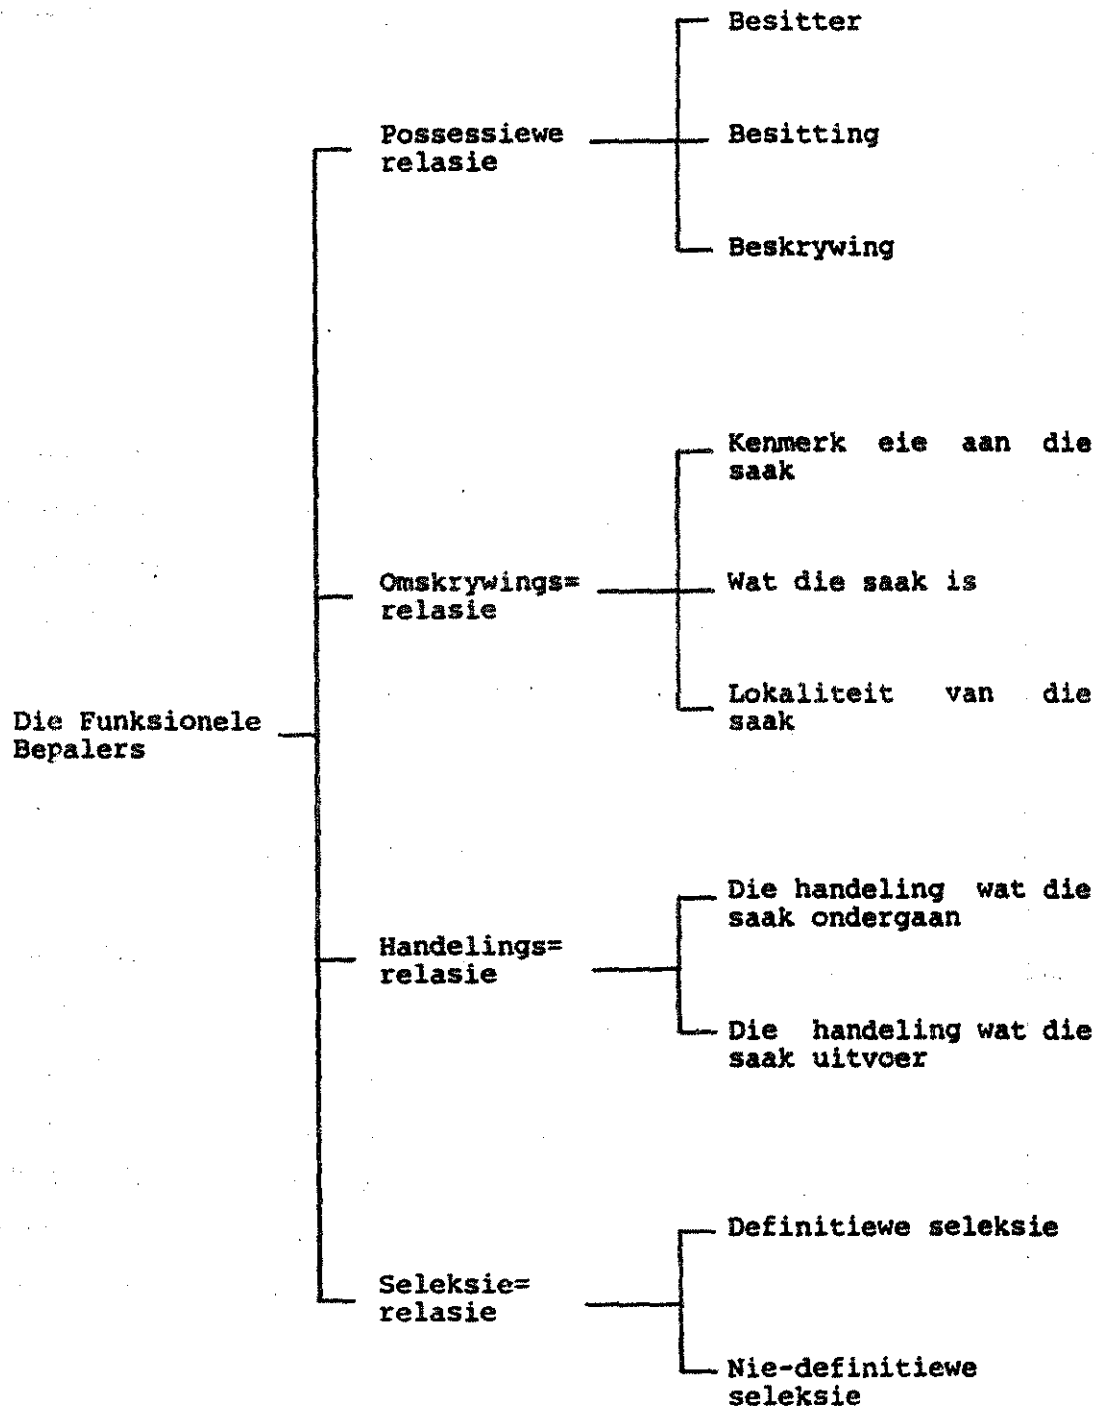 Besitter
Possessiewe
relasie
Besitting
Beskrywing
Kenmerk eie aan die
saak
Omskrywings=
relasie
Wat die saak is
Lokaliteit van die
saak
Die Funksionele
Bepalers
Die handeling wat die
saak ondergaan
Handelings=
relasie
Die handeling wat die
saak uitvoer
Definitiewe seleksie
Seleksie=
relasie
Nie-definitiewe
seleksie